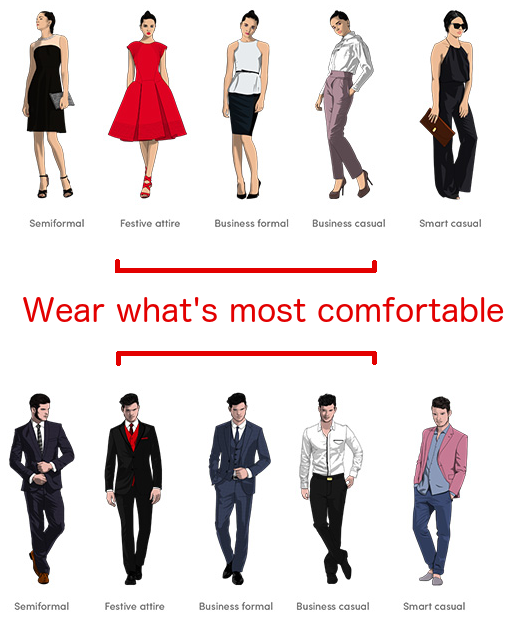 Semiformal Festive attire Business formal Business casual Smart casual
Wear what's most comfortable
Semiformal Festive attire Business formal Business casual Smart casual